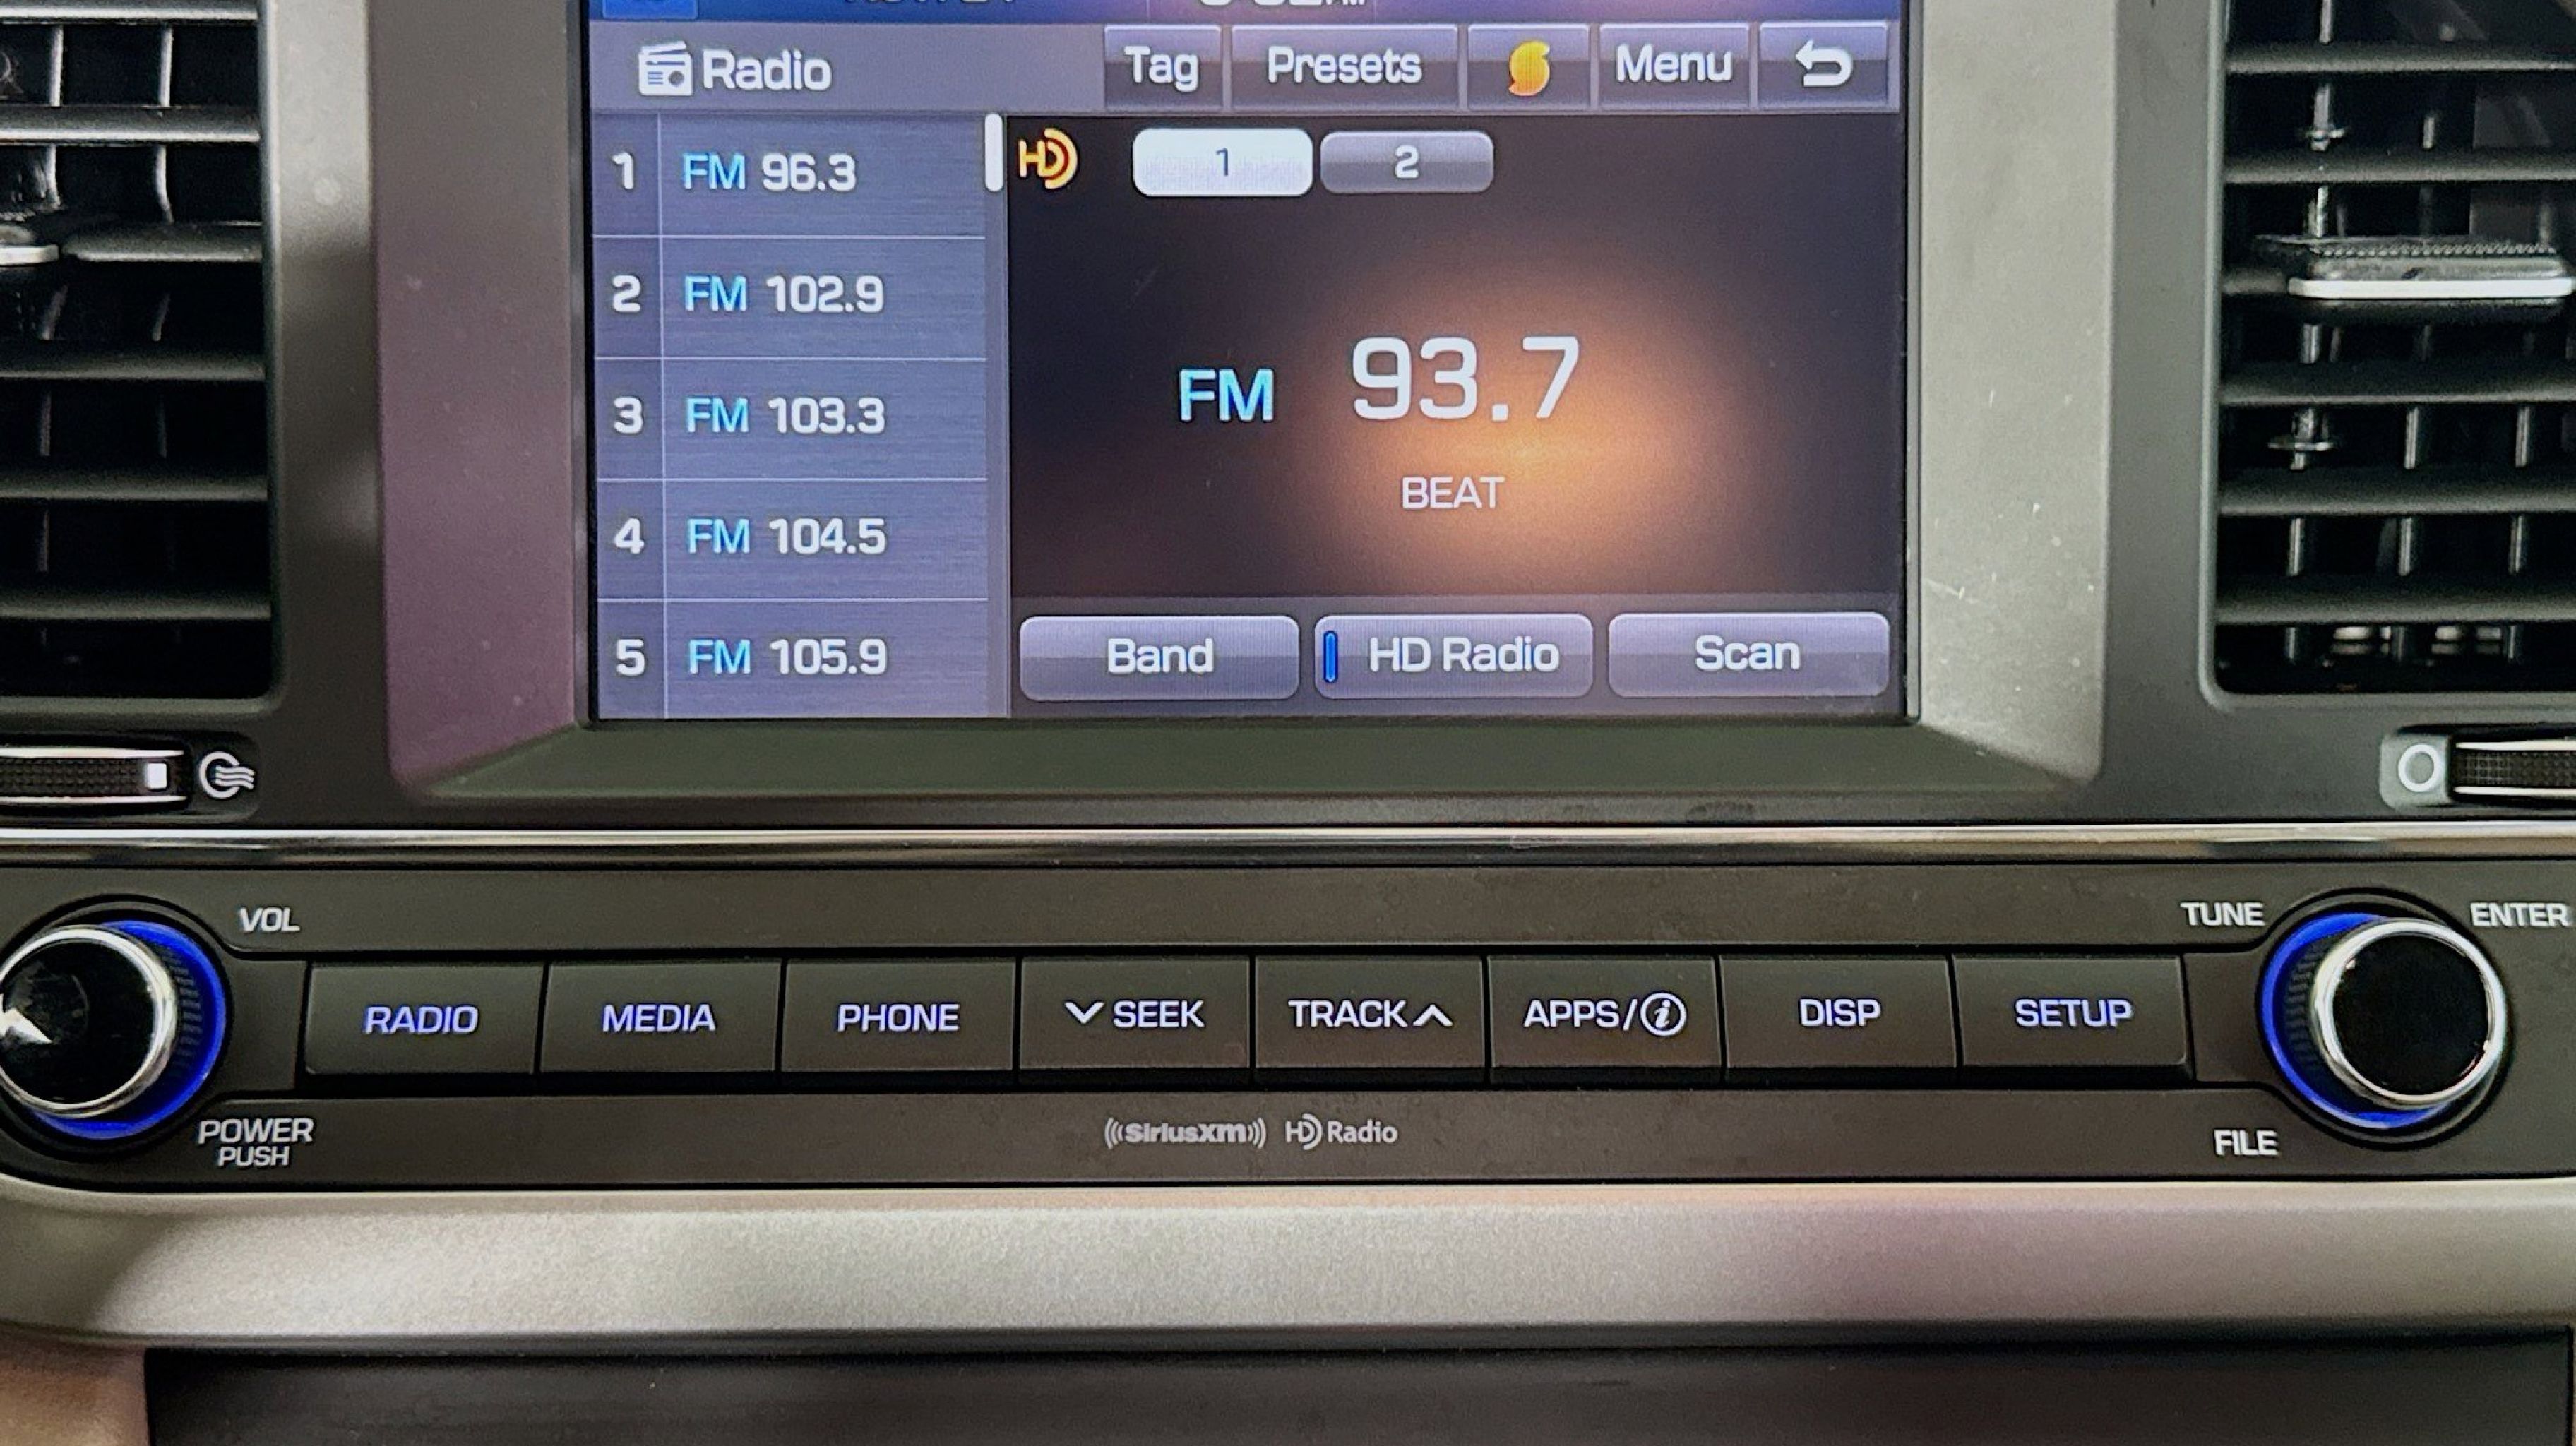 Radio Tag Presets Menu
1 FM 96.3
2 FM 102.9
3 FM 103.3
4 FM 104.5
5 FM 105.9
HD 1 2
FM 93.7
BEAT
Band HD Radio Scan
VOL TUNE ENTER
RADIO MEDIA PHONE SEEK TRACK APPS/i DISP SETUP
POWER
PUSH
((SiriusXM)) HD Radio
FILE